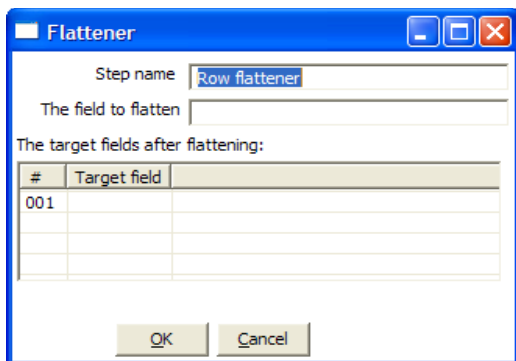 Flattener
Step name Row flattener
The field to flatten
The target fields after flattening:
# Target field
001
OK Cancel